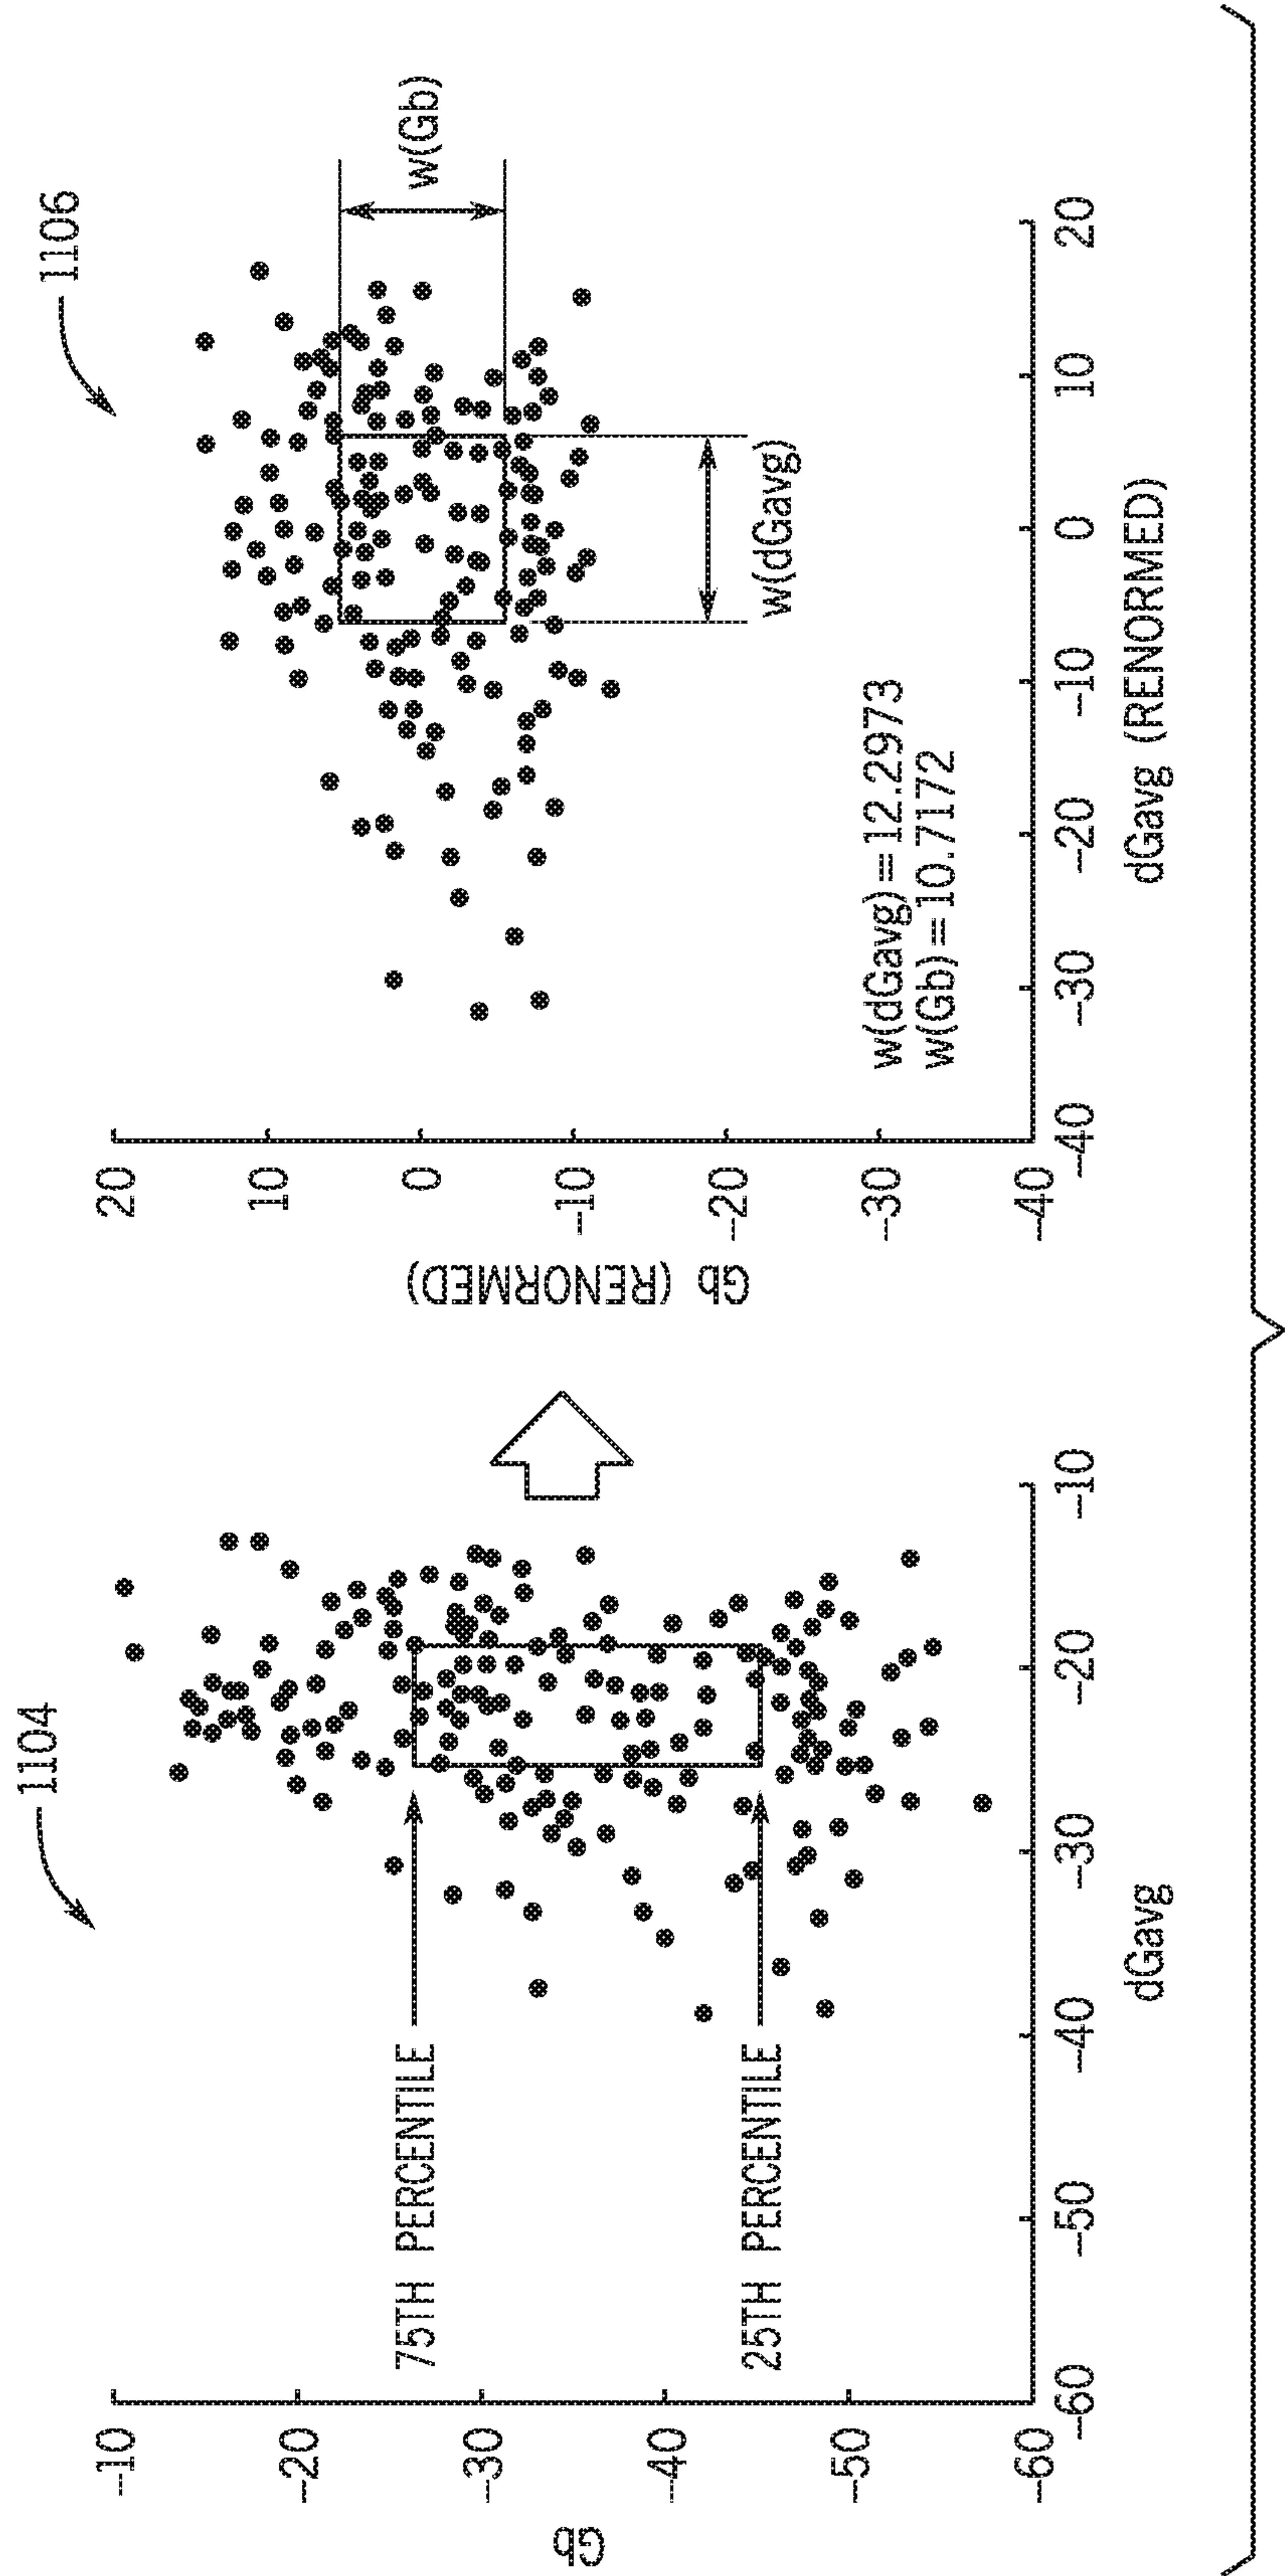 1104
Gb
-10
-20
-30
-40
-50
-60
75TH PERCENTILE
25TH PERCENTILE
-60
-50
-40
-30
-20
-10
dGavg
1106
Gb (RENORMED)
20
10
0
-10
-20
-30
-40
w(Gb)
w(dGavg)
w(dGavg)=12.2973
w(Gb)=10.7172
-40
-30
-20
-10
0
10
20
dGavg (RENORMED)